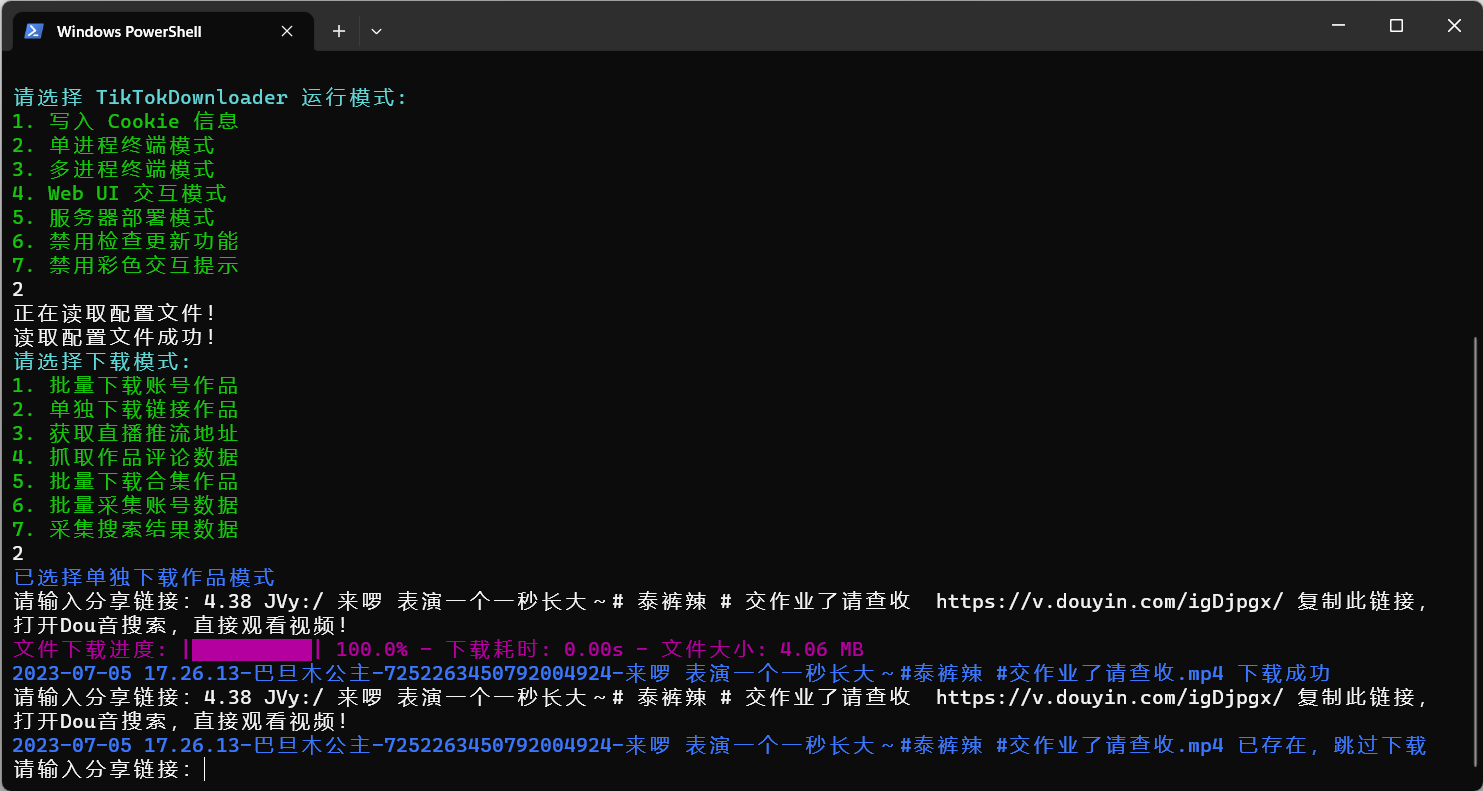 Windows PowerShell
请选择 TikTokDownloader 运行模式:
1. 写入 Cookie 信息
2. 单进程终端模式
3. 多进程终端模式
4. Web UI 交互模式
5. 服务器部署模式
6. 禁用检查更新功能
7. 禁用彩色交互提示
2
正在读取配置文件!
读取配置文件成功!
请选择下载模式:
1. 批量下载账号作品
2. 单独下载链接作品
3. 获取直播推流地址
4. 抓取作品评论数据
5. 批量下载合集作品
6. 批量采集账号数据
7. 采集搜索结果数据
2
已选择单独下载作品模式
请输入分享链接: 4.38 JVy:/ 来啰 表演一个一秒长大～# 泰裤辣 # 交作业了请查收  https://v.douyin.com/igDjpgx/ 复制此链接，
打开Dou音搜索，直接观看视频!
文件下载进度: |██████████| 100.0% - 下载耗时: 0.00s - 文件大小: 4.06 MB
2023-07-05 17.26.13-巴旦木公主-7252263450792004924-来啰 表演一个一秒长大～#泰裤辣 #交作业了请查收.mp4 下载成功
请输入分享链接: 4.38 JVy:/ 来啰 表演一个一秒长大～# 泰裤辣 # 交作业了请查收  https://v.douyin.com/igDjpgx/ 复制此链接，
打开Dou音搜索，直接观看视频!
2023-07-05 17.26.13-巴旦木公主-7252263450792004924-来啰 表演一个一秒长大～#泰裤辣 #交作业了请查收.mp4 已存在，跳过下载
请输入分享链接: